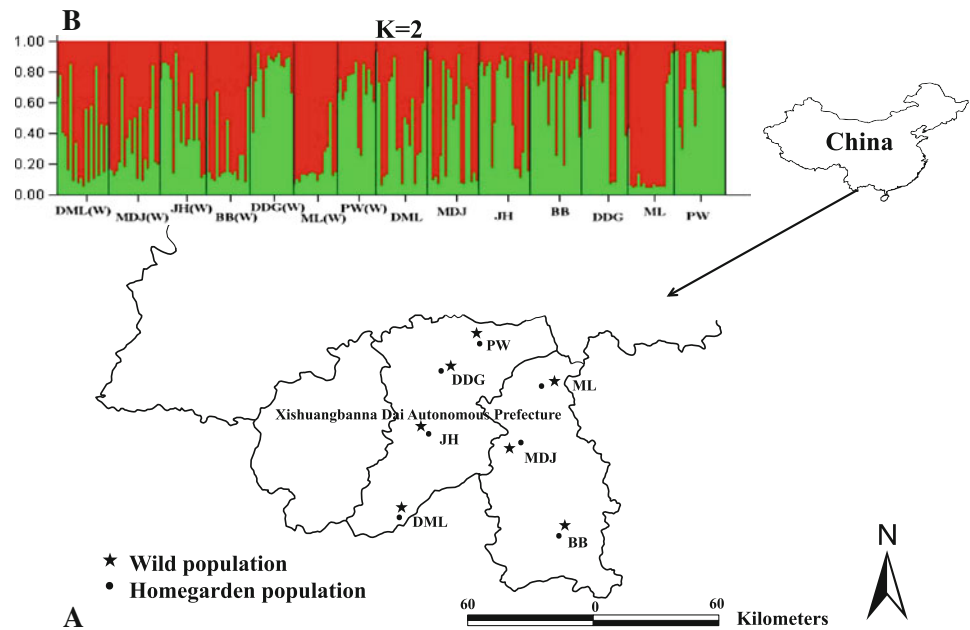 B
K=2
1.00
0.80
0.60
0.40
0.20
0.00
DML(W) MDJ(W) JH(W) BB(W) DDG(W) ML(W) PW(W) DML MDJ JH BB DDG ML PW
China
PW
DDG
ML
Xishuangbanna Dai Autonomous Prefecture
JH
MDJ
DML
BB
N
Wild population
Homegarden population
60 0 60
Kilometers
A